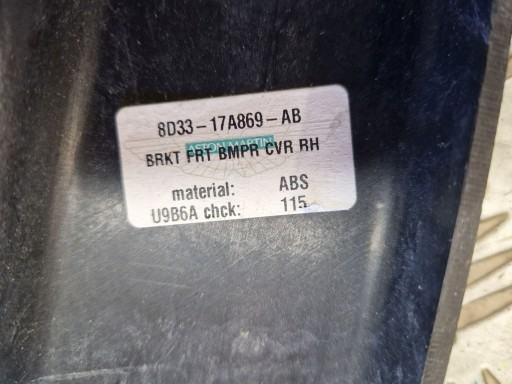 8D33-17A869-AB
ASTON MARTIN
BRKT FRT BMPR CVR RH
material: ABS
U9B6A chck: 115